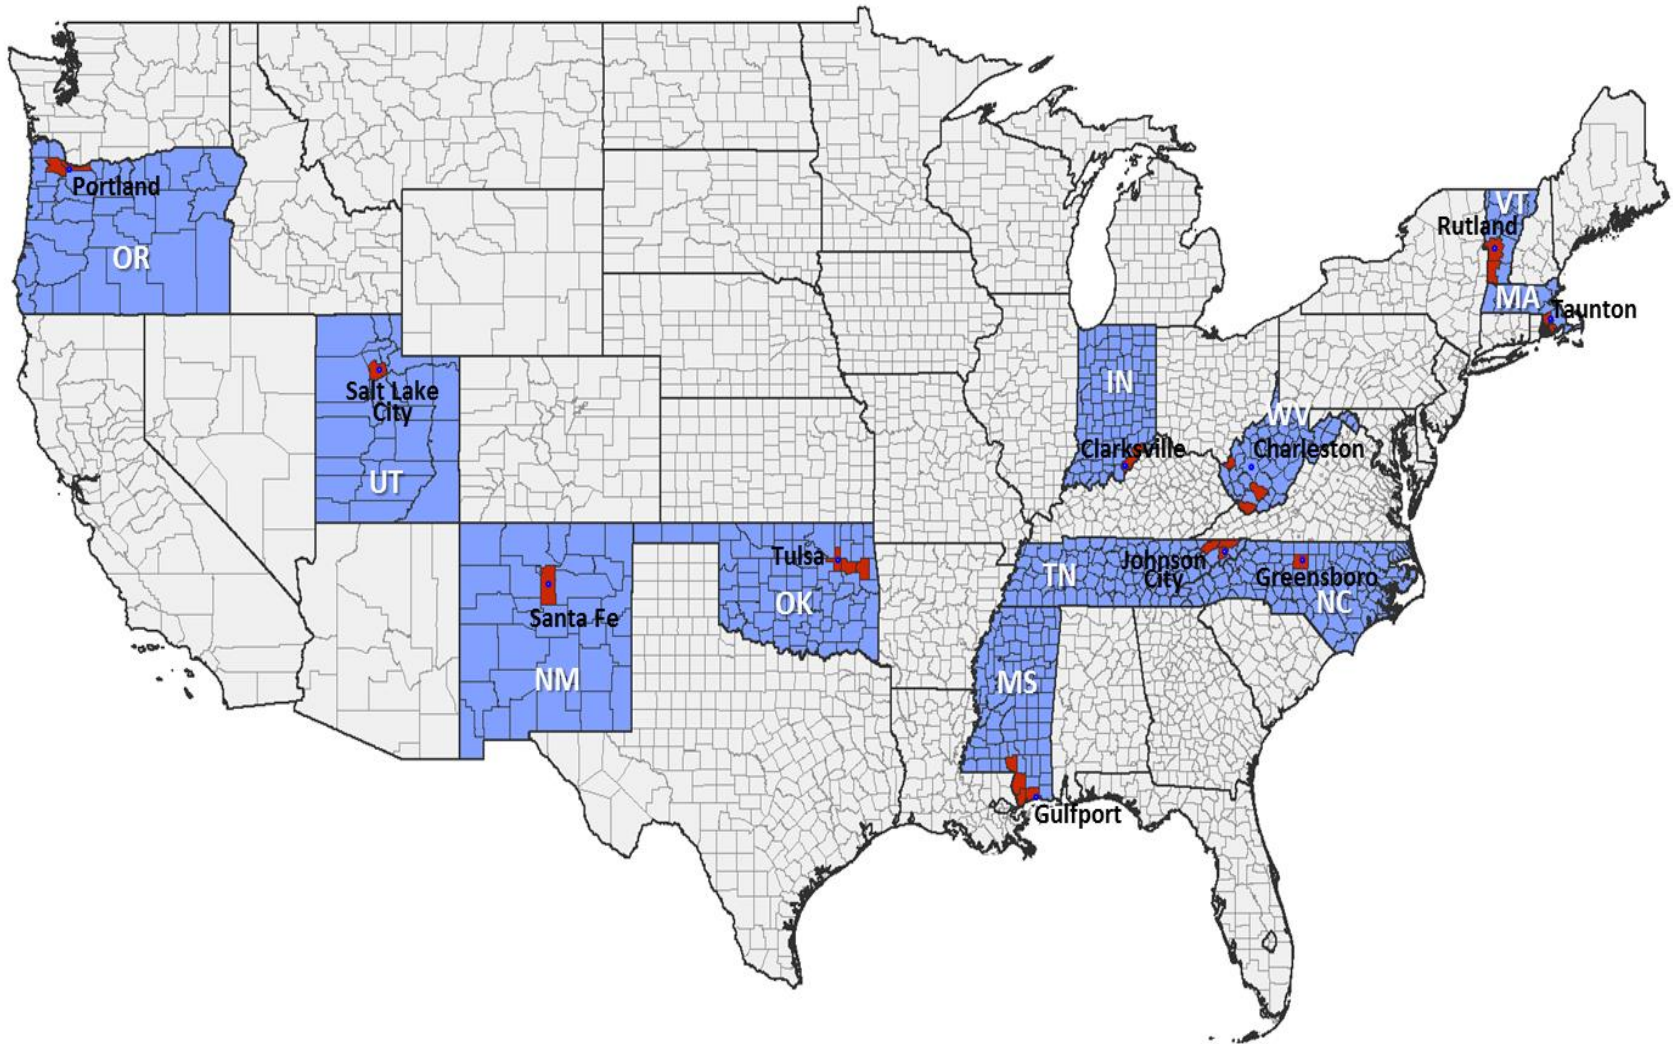 VT
Rutland
Portland
OR
MA
Taunton
IN
Salt Lake
City
WV
Clarksville
Charleston
UT
Tulsa
Johnson
City
TN
Greensboro
OK
NC
Santa Fe
NM
MS
Gulfport